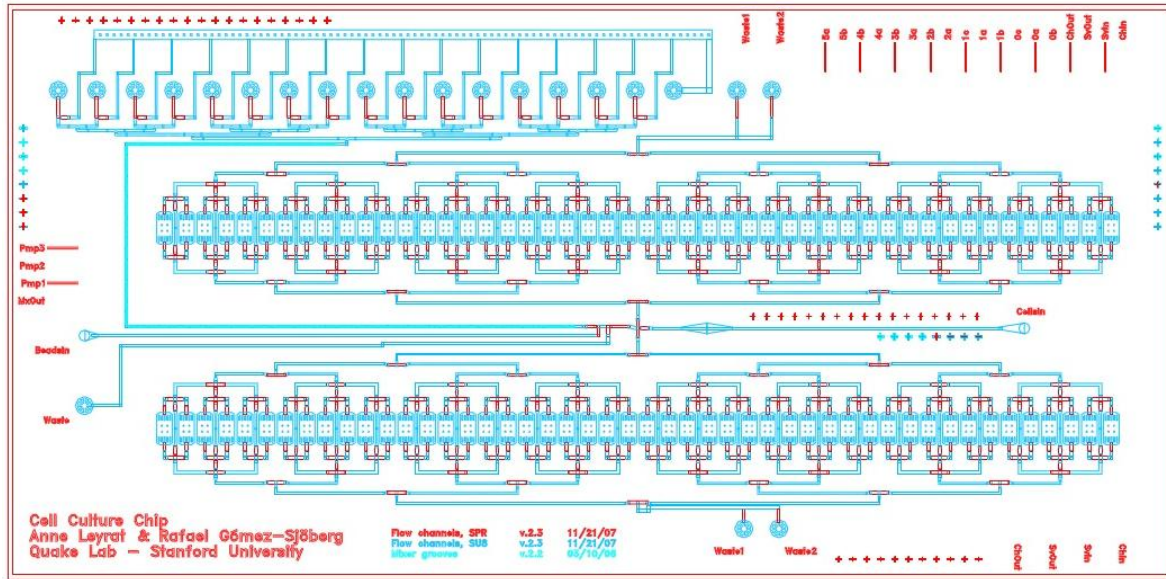 Waste1
Waste2
5a
5b
4b
4a
3b
3a
2b
2a
1c
1a
1b
0c
0a
0b
ChOut
SvOut
SvIn
ChIn
Pmp3
Pmp2
Pmp1
MxOut
CellsIn
BeadsIn
Waste
Cell Culture Chip
Anne Leyrat & Rafael Gómez-Sjöberg
Quake Lab - Stanford University
Flow channels, SPR v.2.3 11/21/07
Flow channels, SU8 v.2.3 11/21/07
Mixer grooves v.2.2 03/10/06
Waste1
Waste2
ChOut
SvOut
SvIn
ChIn